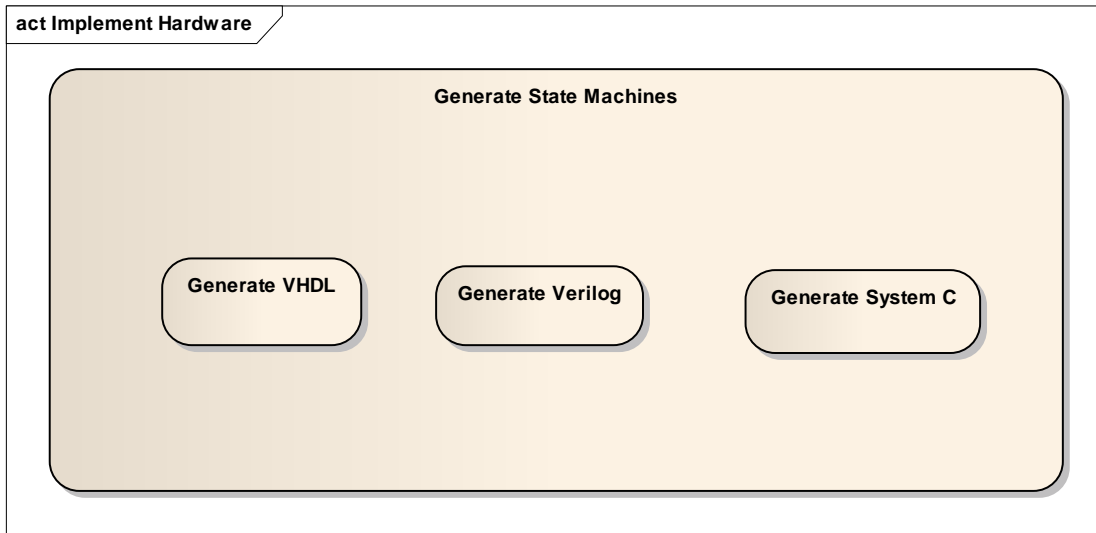 act Implement Hardware
Generate State Machines
Generate VHDL
Generate Verilog
Generate System C